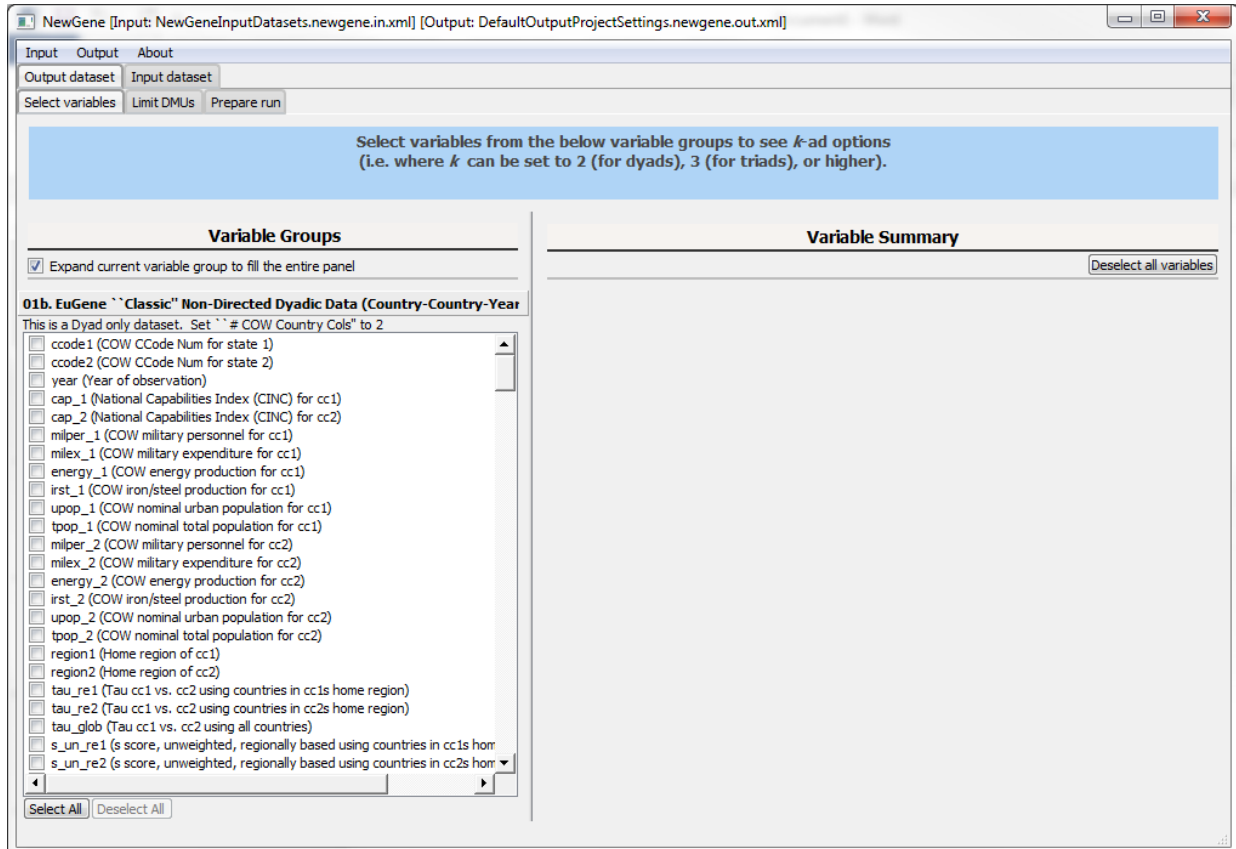 NewGene [Input: NewGeneInputDatasets.newgene.in.xml] [Output: DefaultOutputProjectSettings.newgene.out.xml]
Input Output About
Output dataset Input dataset
Select variables Limit DMUs Prepare run
Select variables from the below variable groups to see k-ad options
(i.e. where k can be set to 2 (for dyads), 3 (for triads), or higher).
Variable Groups
Expand current variable group to fill the entire panel
01b. EuGene ``Classic'' Non-Directed Dyadic Data (Country-Country-Year
This is a Dyad only dataset. Set ``# COW Country Cols'' to 2
ccode1 (COW CCode Num for state 1)
ccode2 (COW CCode Num for state 2)
year (Year of observation)
cap_1 (National Capabilities Index (CINC) for cc1)
cap_2 (National Capabilities Index (CINC) for cc2)
milper_1 (COW military personnel for cc1)
milex_1 (COW military expenditure for cc1)
energy_1 (COW energy production for cc1)
irst_1 (COW iron/steel production for cc1)
upop_1 (COW nominal urban population for cc1)
tpop_1 (COW nominal total population for cc1)
milper_2 (COW military personnel for cc2)
milex_2 (COW military expenditure for cc2)
energy_2 (COW energy production for cc2)
irst_2 (COW iron/steel production for cc2)
upop_2 (COW nominal urban population for cc2)
tpop_2 (COW nominal total population for cc2)
region1 (Home region of cc1)
region2 (Home region of cc2)
tau_re1 (Tau cc1 vs. cc2 using countries in cc1s home region)
tau_re2 (Tau cc1 vs. cc2 using countries in cc2s home region)
tau_glob (Tau cc1 vs. cc2 using all countries)
s_un_re1 (s score, unweighted, regionally based using countries in cc1s hom
s_un_re2 (s score, unweighted, regionally based using countries in cc2s hom
Select All Deselect All
Variable Summary
Deselect all variables